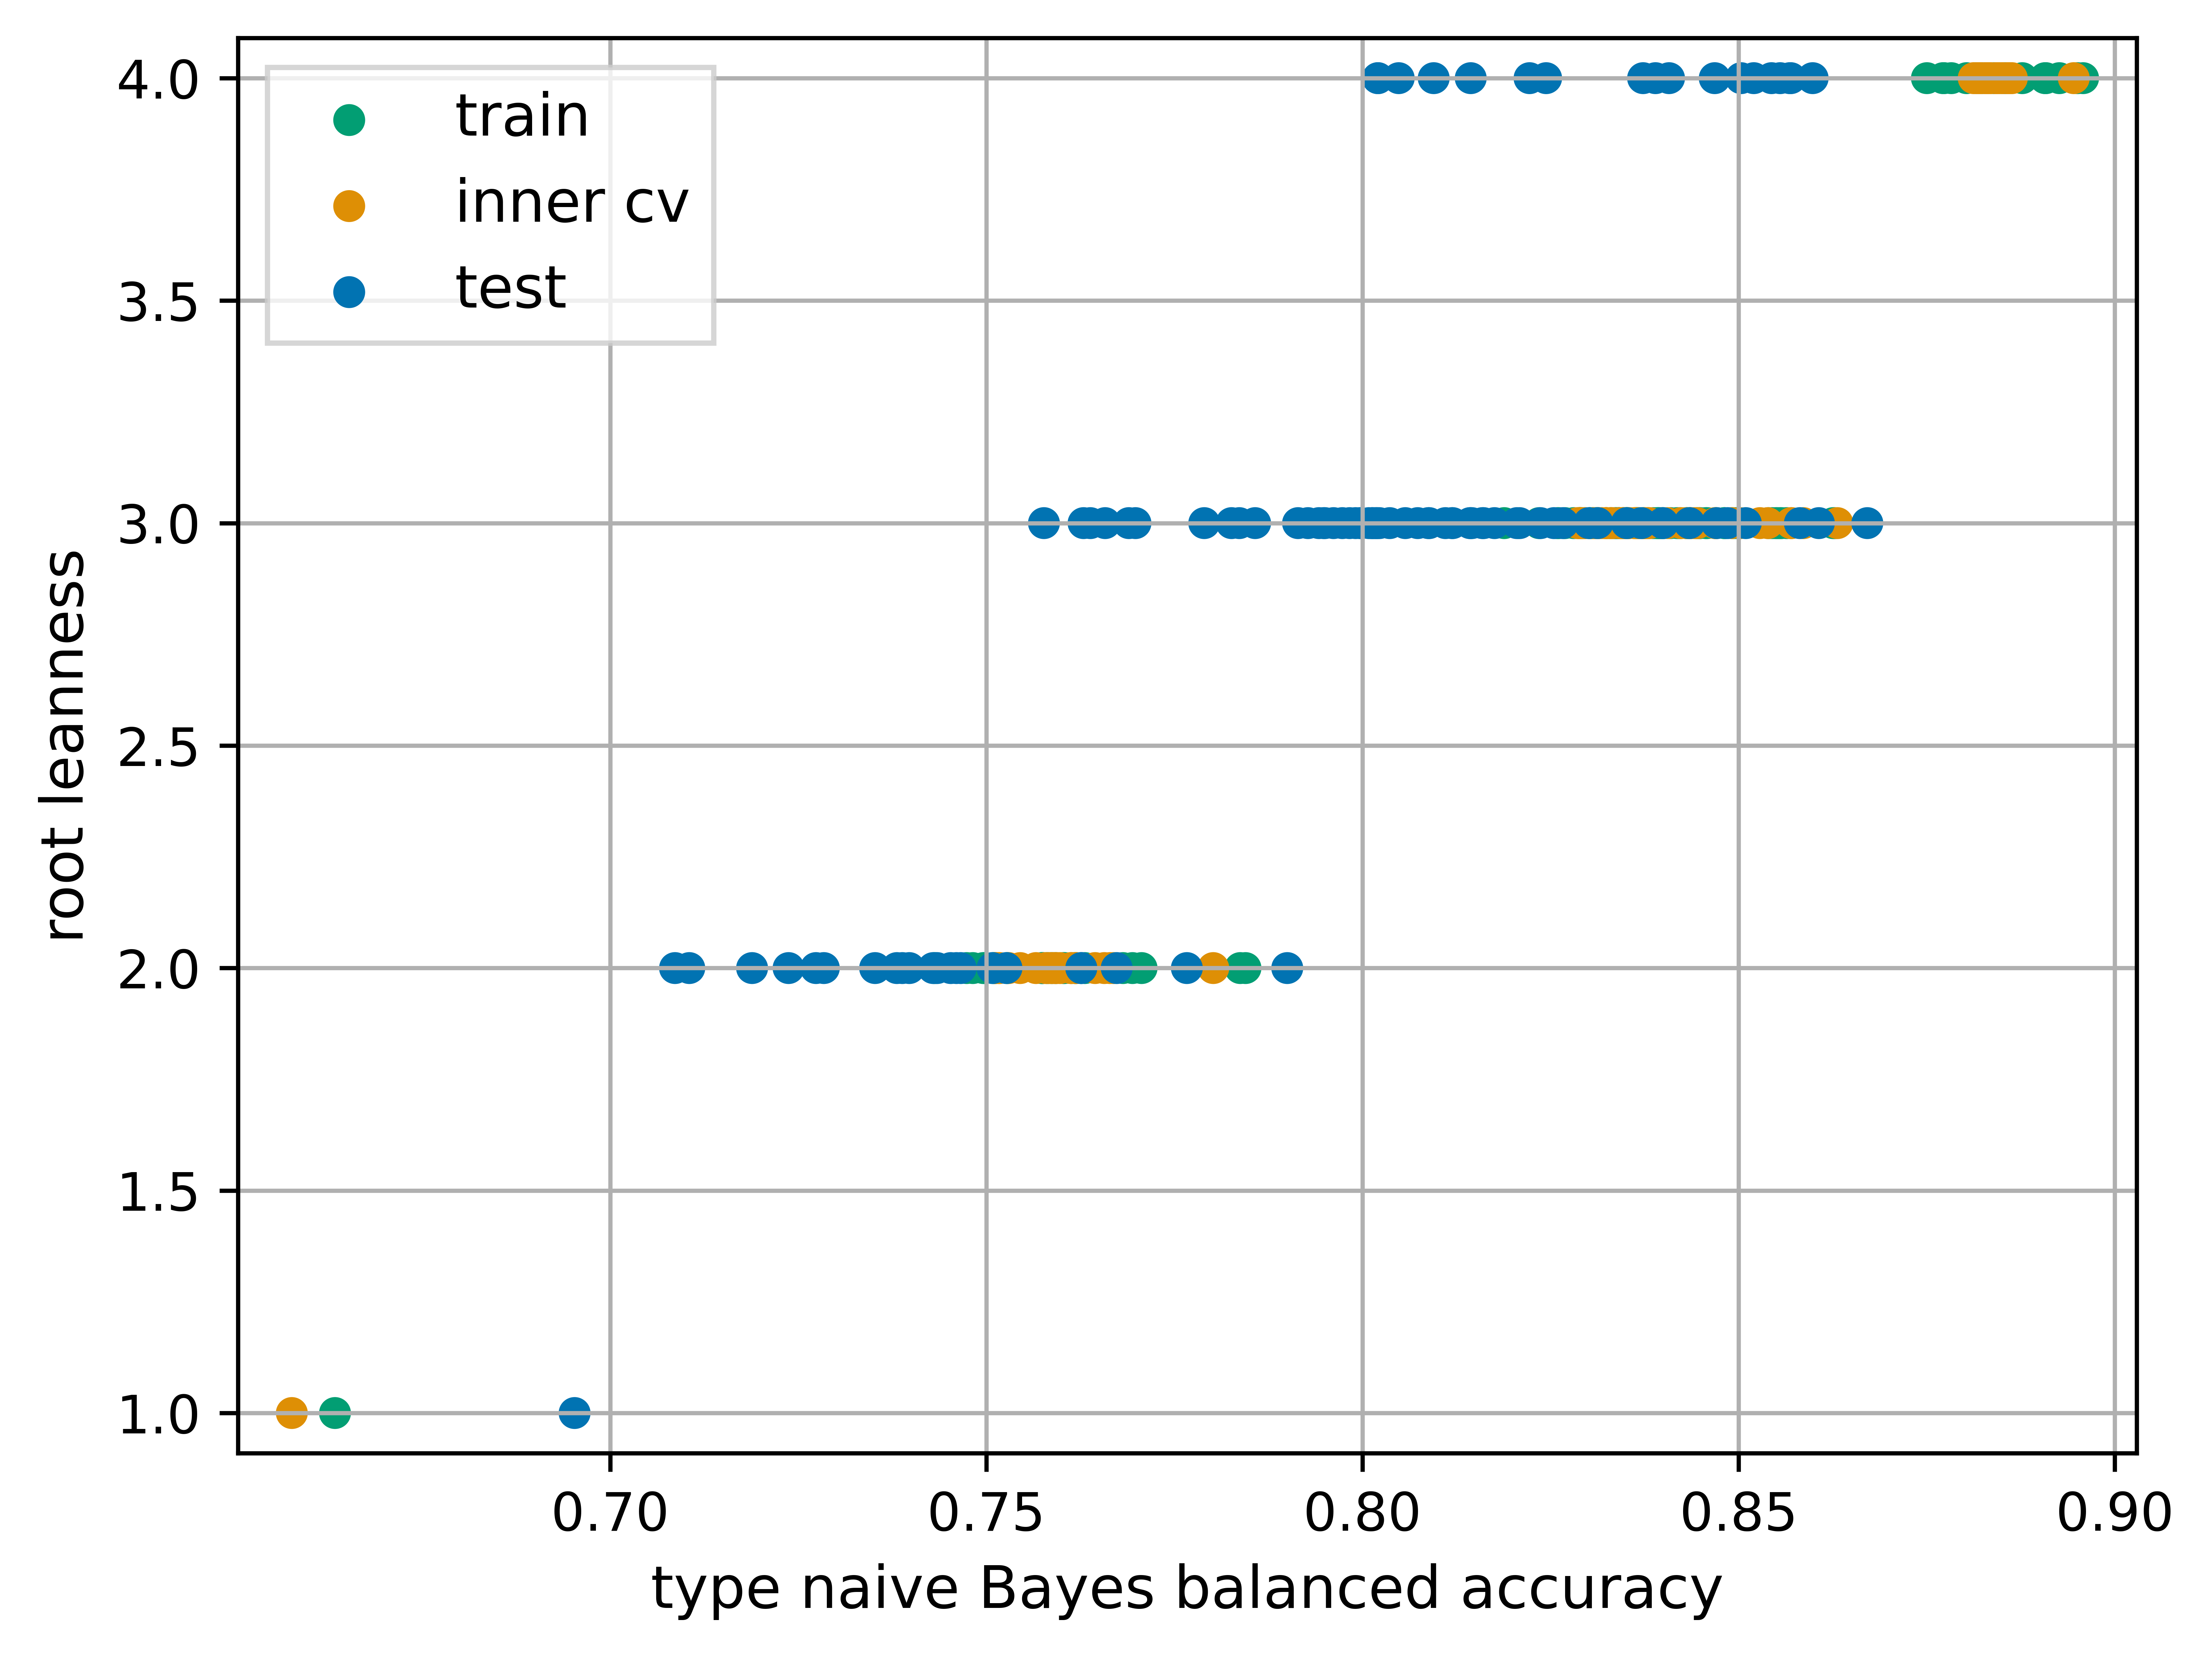 4.0
3.5
3.0
2.5
2.0
1.5
1.0
root leanness
train
inner cv
test
0.70 0.75 0.80 0.85 0.90
type naive Bayes balanced accuracy